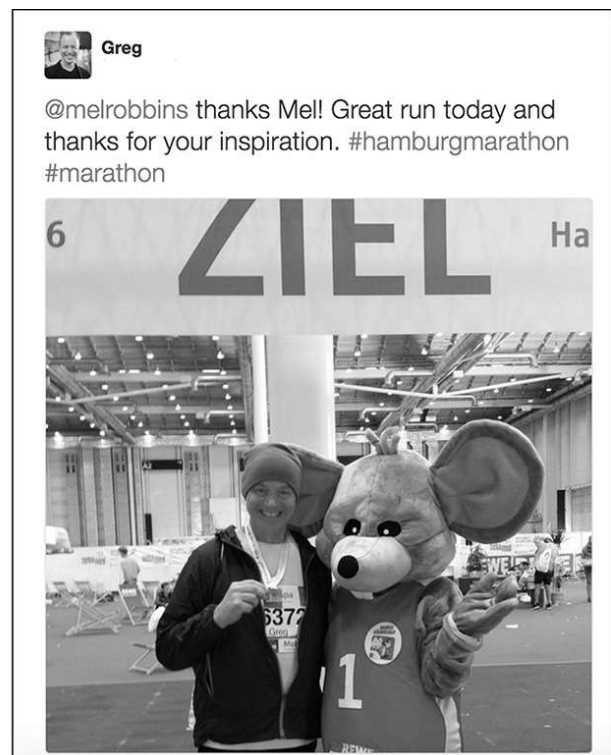 Greg
@melrobbins thanks Mel! Great run today and
thanks for your inspiration. #hamburgmarathon
#marathon
6
ZIEL
Ha
6372
Greg
1
REWE